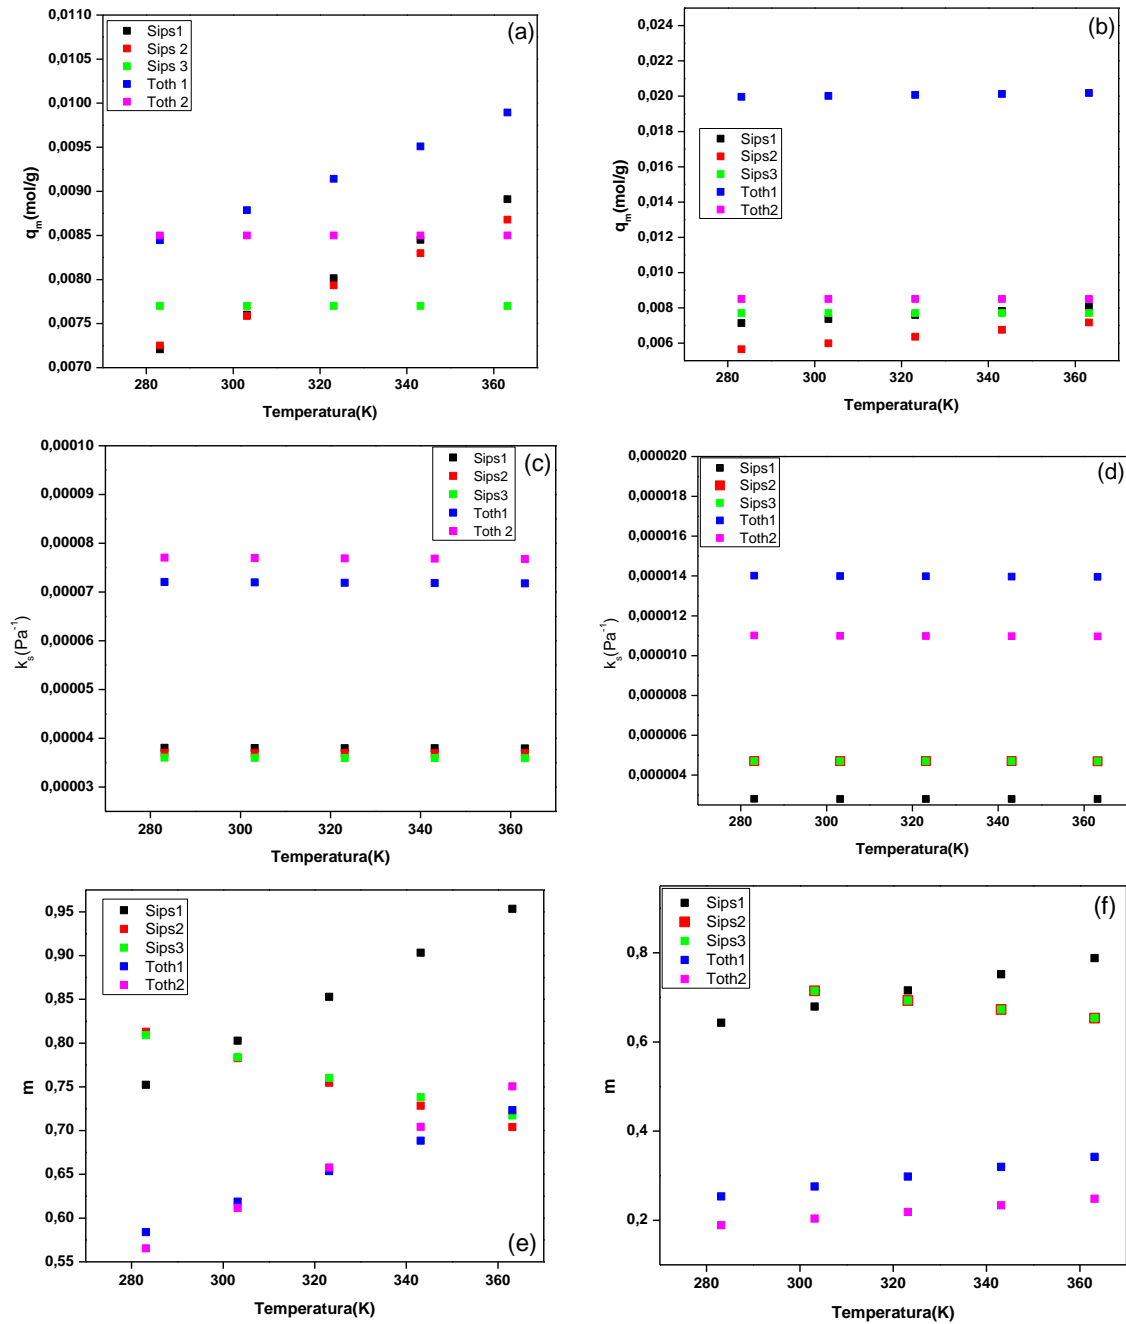 (a)
Sips1
Sips 2
Sips 3
Toth 1
Toth 2
0,0110
0,0105
0,0100
0,0095
0,0090
0,0085
0,0080
0,0075
0,0070
q_m(mol/g)
280 300 320 340 360
Temperatura(K)
(b)
Sips1
Sips2
Sips3
Toth1
Toth2
0,024
0,022
0,020
0,018
0,016
0,014
0,012
0,010
0,008
0,006
q_m(mol/g)
280 300 320 340 360
Temperatura(K)
(c)
Sips1
Sips2
Sips3
Toth1
Toth 2
0,00010
0,00009
0,00008
0,00007
0,00006
0,00005
0,00004
0,00003
k_s(Pa^-1)
280 300 320 340 360
Temperatura(K)
(d)
Sips1
Sips2
Sips3
Toth1
Toth2
0,000020
0,000018
0,000016
0,000014
0,000012
0,000010
0,000008
0,000006
0,000004
k_s(Pa^-1)
280 300 320 340 360
Temperatura(K)
Sips1
Sips2
Sips3
Toth1
Toth2
0,95
0,90
0,85
0,80
0,75
0,70
0,65
0,60
0,55
m
(e)
280 300 320 340 360
Temperatura(K)
(f)
Sips1
Sips2
Sips3
Toth1
Toth2
0,8
0,6
0,4
0,2
m
280 300 320 340 360
Temperatura(K)